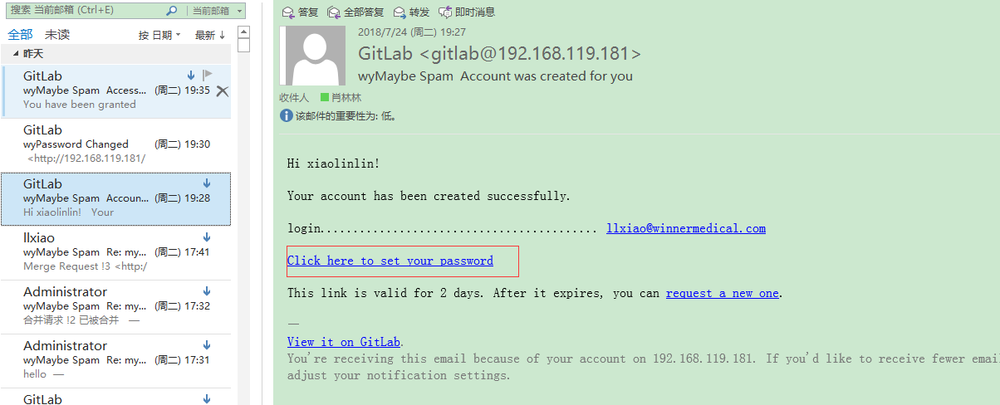 搜索 当前邮箱 (Ctrl+E)
当前邮箱
全部 未读 按 日期 最新 ↓
昨天
GitLab
wyMaybe Spam Access... (周二) 19:35
You have been granted
GitLab
wyPassword Changed (周二) 19:30
<http://192.168.119.181/
GitLab
wyMaybe Spam Accoun... (周二) 19:28
Hi xiaolinlin! Your
llxiao
wyMaybe Spam Re: my... (周二) 17:41
Merge Request !3 <http:/
Administrator
wyMaybe Spam Re: my... (周二) 17:32
合并请求 !2 已被合并 —
Administrator
wyMaybe Spam Re: my... (周二) 17:31
hello —
GitLab
答复 全部答复 转发 即时消息
2018/7/24 (周二) 19:27
GitLab <gitlab@192.168.119.181>
wyMaybe Spam Account was created for you
收件人 肖林林
该邮件的重要性为: 低。
Hi xiaolinlin!
Your account has been created successfully.
login.......................................... llxiao@winnermedical.com
Click here to set your password
This link is valid for 2 days. After it expires, you can request a new one.
—
View it on GitLab.
You're receiving this email because of your account on 192.168.119.181. If you'd like to receive fewer emai
adjust your notification settings.